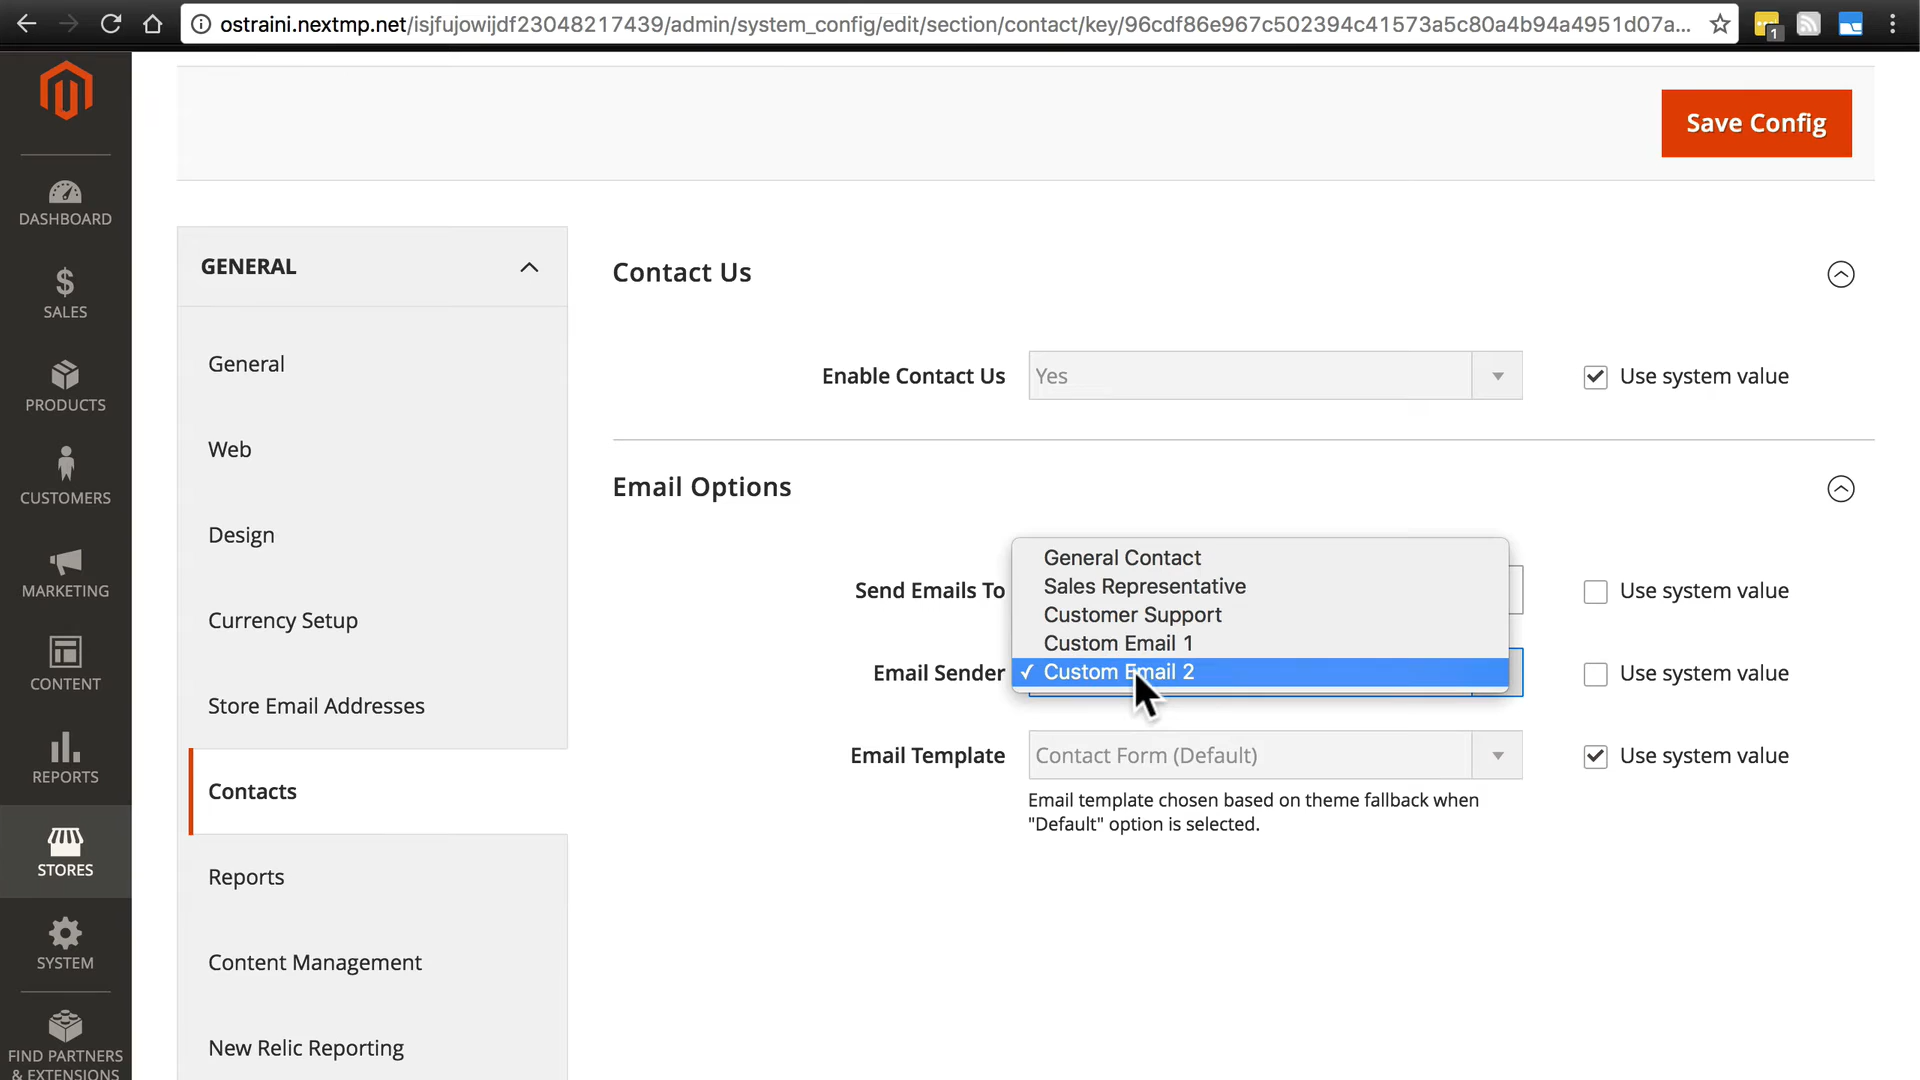 ostraini.nextmp.net/isjfujowijdf23048217439/admin/system_config/edit/section/contact/key/96cdf86e967c502394c41573a5c80a4b94a4951d07a...
1
Save Config
DASHBOARD
SALES
PRODUCTS
CUSTOMERS
MARKETING
CONTENT
REPORTS
STORES
SYSTEM
FIND PARTNERS
& EXTENSIONS
GENERAL
General
Web
Design
Currency Setup
Store Email Addresses
Contacts
Reports
Content Management
New Relic Reporting
Contact Us
Enable Contact Us Yes Use system value
Email Options
Send Emails To Use system value
General Contact
Sales Representative
Customer Support
Custom Email 1
✓ Custom Email 2
Email Sender Use system value
Email Template Contact Form (Default) Use system value
Email template chosen based on theme fallback when
"Default" option is selected.